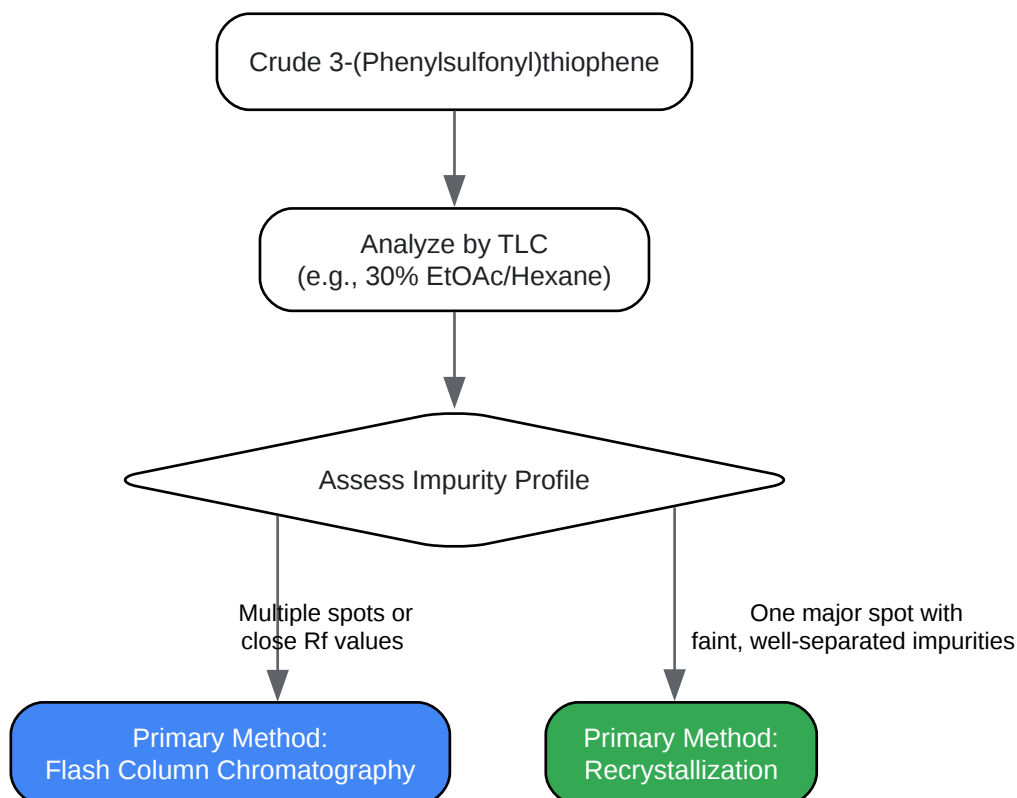 Crude 3-(Phenylsulfonyl)thiophene
Analyze by TLC
(e.g., 30% EtOAc/Hexane)
Assess Impurity Profile
Multiple spots or
close Rf values
One major spot with
faint, well-separated impurities
Primary Method:
Flash Column Chromatography
Primary Method:
Recrystallization